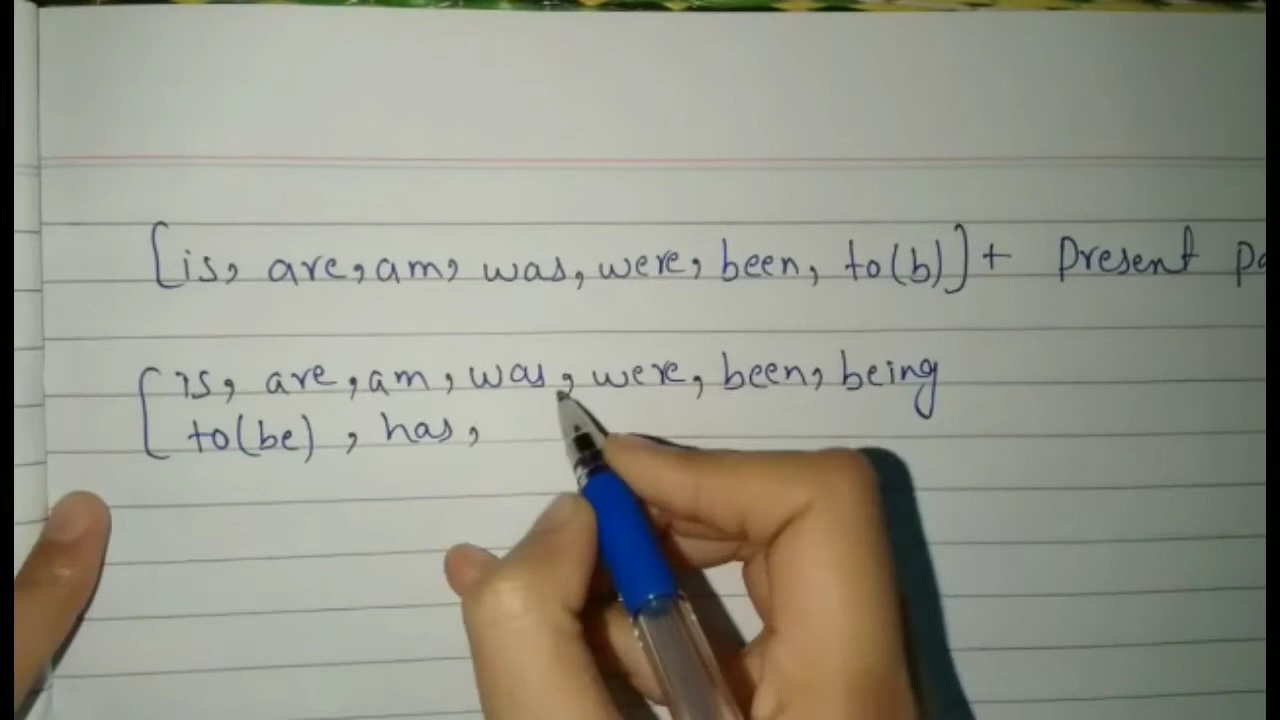 [is, are, am, was, were, been, to(b)] + Present
[is, are, am, was, were, been, being
to(be), has,